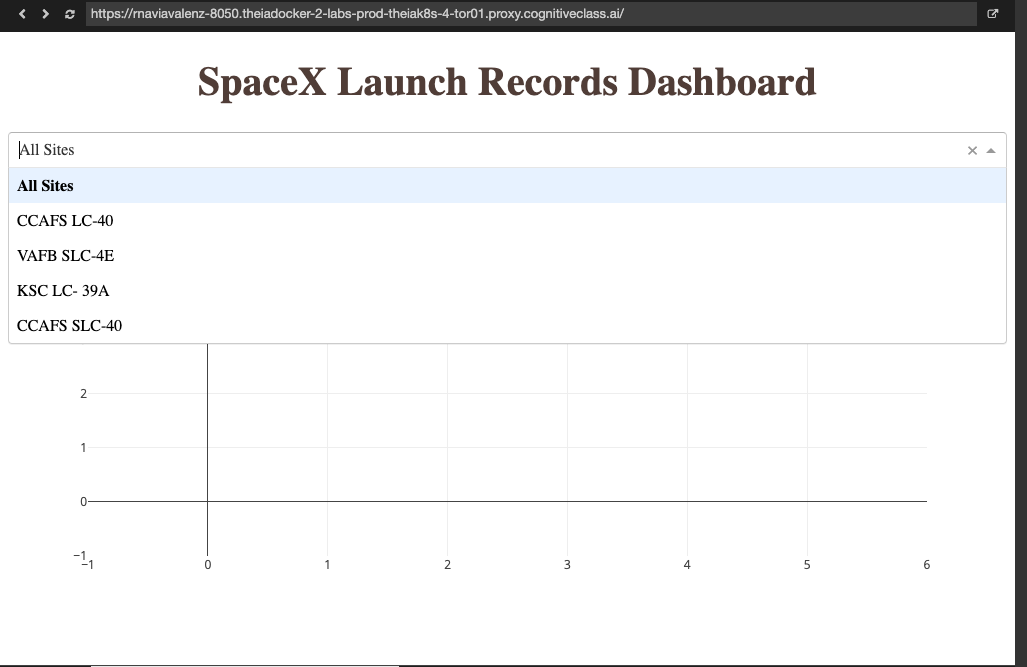 https://rnaviavalenz-8050.theiadocker-2-labs-prod-theiak8s-4-tor01.proxy.cognitiveclass.ai/
SpaceX Launch Records Dashboard
All Sites
All Sites
CCAFS LC-40
VAFB SLC-4E
KSC LC- 39A
CCAFS SLC-40
2
1
0
−1
−1 0 1 2 3 4 5 6